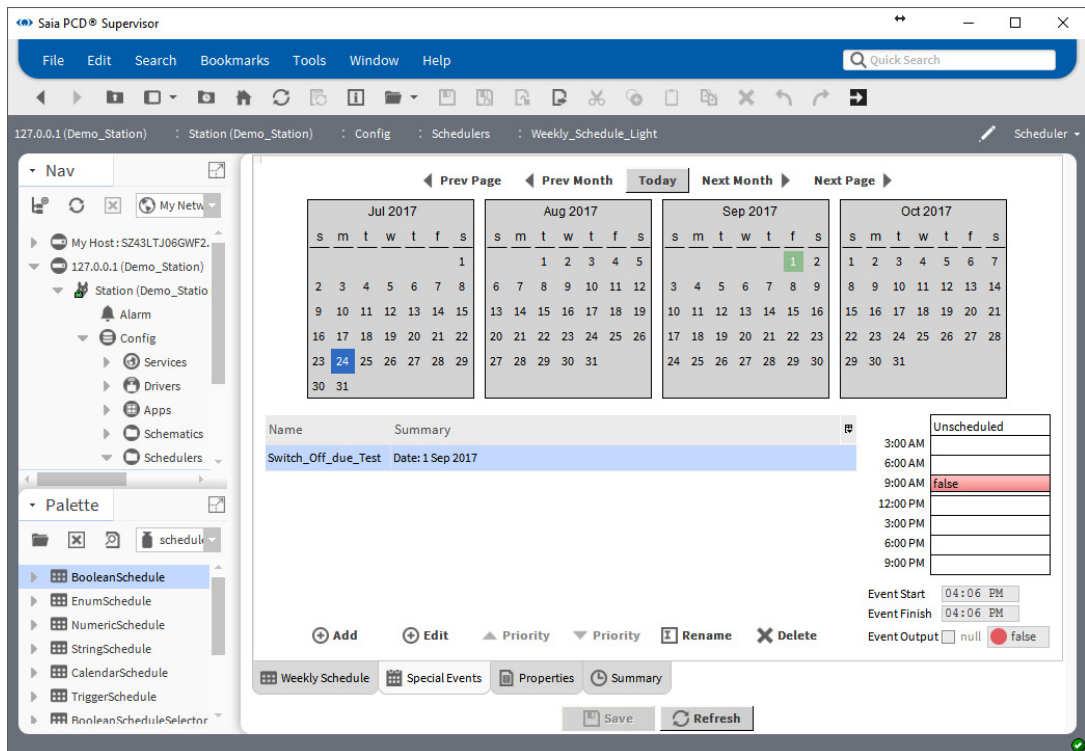 Saia PCD® Supervisor
File Edit Search Bookmarks Tools Window Help
Quick Search
127.0.0.1 (Demo_Station) : Station (Demo_Station) : Config : Schedulers : Weekly_Schedule_Light
Scheduler
Nav
My Netw
My Host : SZ43LTJ06GWF2.
127.0.0.1 (Demo_Station)
Station (Demo_Statio
Alarm
Config
Services
Drivers
Apps
Schematics
Schedulers
Palette
schedule
BooleanSchedule
EnumSchedule
NumericSchedule
StringSchedule
CalendarSchedule
TriggerSchedule
BooleanScheduleSelector
Prev Page Prev Month Today Next Month Next Page
Jul 2017
s m t w t f s
1
2 3 4 5 6 7 8
9 10 11 12 13 14 15
16 17 18 19 20 21 22
23 24 25 26 27 28 29
30 31
Aug 2017
s m t w t f s
1 2 3 4 5
6 7 8 9 10 11 12
13 14 15 16 17 18 19
20 21 22 23 24 25 26
27 28 29 30 31
Sep 2017
s m t w t f s
1 2
3 4 5 6 7 8 9
10 11 12 13 14 15 16
17 18 19 20 21 22 23
24 25 26 27 28 29 30
Oct 2017
s m t w t f s
1 2 3 4 5 6 7
8 9 10 11 12 13 14
15 16 17 18 19 20 21
22 23 24 25 26 27 28
29 30 31
Name Summary
Switch_Off_due_Test Date: 1 Sep 2017
Unscheduled
3:00 AM
6:00 AM
9:00 AM false
12:00 PM
3:00 PM
6:00 PM
9:00 PM
Event Start 04:06 PM
Event Finish 04:06 PM
Event Output null false
Add Edit Priority Priority Rename Delete
Weekly Schedule Special Events Properties Summary
Save Refresh